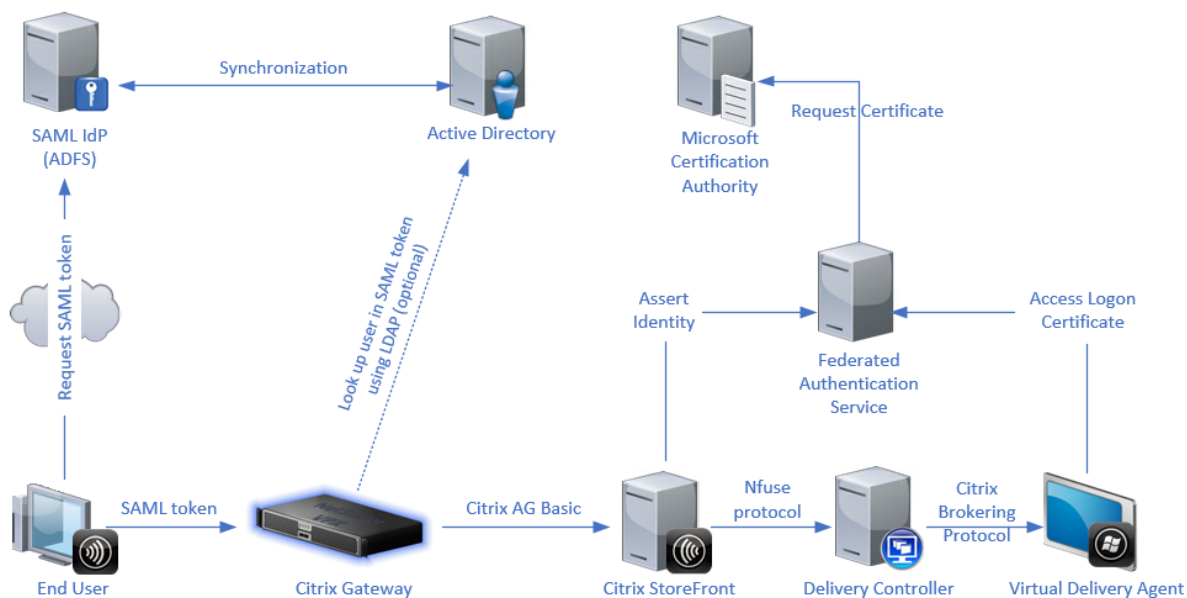 Synchronization
SAML IdP
(ADFS)
Active Directory
Request Certificate
Microsoft
Certification
Authority
Request SAML token
Look up user in SAML token
using LDAP (optional)
Assert
Identity
Access Logon
Certificate
Federated
Authentication
Service
SAML token
Citrix AG Basic
Nfuse
protocol
Citrix
Brokering
Protocol
End User
Citrix Gateway
Citrix StoreFront
Delivery Controller
Virtual Delivery Agent